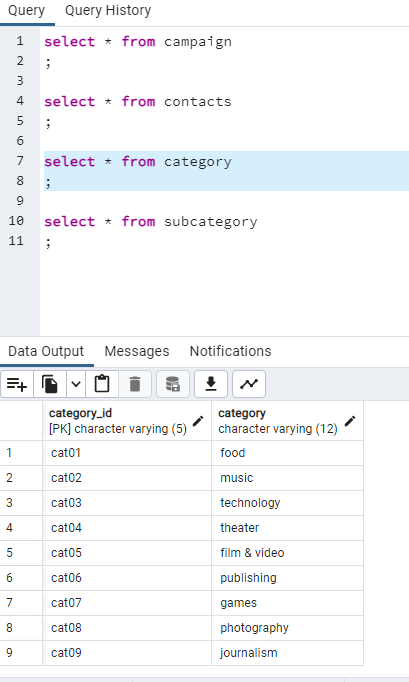 Query Query History
1 select * from campaign
2 ;
3
4 select * from contacts
5 ;
6
7 select * from category
8 ;
9
10 select * from subcategory
11 ;
Data Output Messages Notifications
category_id category
[PK] character varying (5) character varying (12)
1 cat01 food
2 cat02 music
3 cat03 technology
4 cat04 theater
5 cat05 film & video
6 cat06 publishing
7 cat07 games
8 cat08 photography
9 cat09 journalism